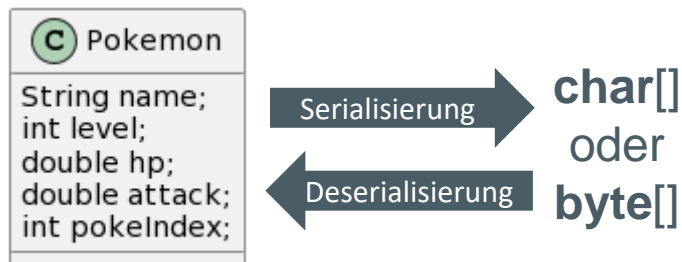 C Pokemon
String name;
int level;
double hp;
double attack;
int pokeIndex;
Serialisierung
Deserialisierung
char[]
oder
byte[]